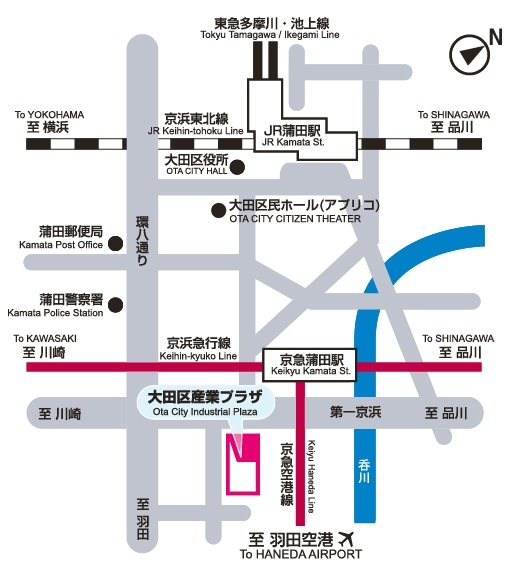 東急多摩川・池上線
Tokyu Tamagawa / Ikegami Line
N
To YOKOHAMA
至 横浜
京浜東北線
JR Keihin-tohoku Line
JR蒲田駅
JR Kamata St.
To SHINAGAWA
至 品川
大田区役所
OTA CITY HALL
大田区民ホール(アプリコ)
OTA CITY CITIZEN THEATER
環八通り
蒲田郵便局
Kamata Post Office
蒲田警察署
Kamata Police Station
To KAWASAKI
至 川崎
京浜急行線
Keihin-kyuko Line
京急蒲田駅
Keikyu Kamata St.
To SHINAGAWA
至 品川
大田区産業プラザ
Ota City Industrial Plaza
至 川崎
第一京浜
至 品川
京急空港線
Keiyu Haneda Line
呑川
至 羽田
至 羽田空港
To HANEDA AIRPORT